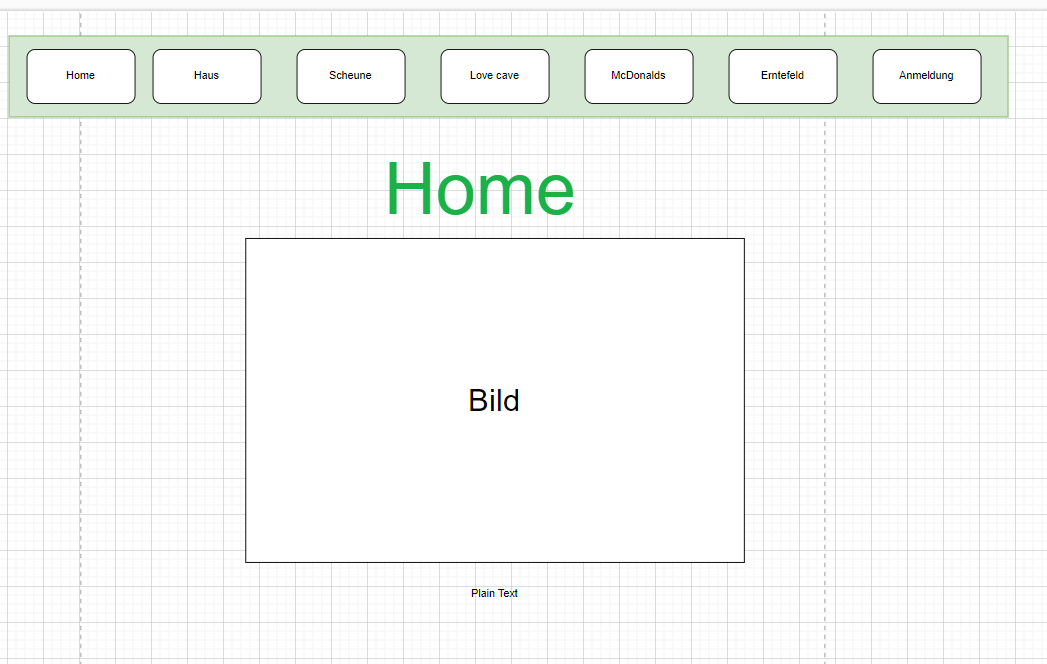 Home
Haus
Scheune
Love cave
McDonalds
Erntefeld
Anmeldung
Home
Bild
Plain Text